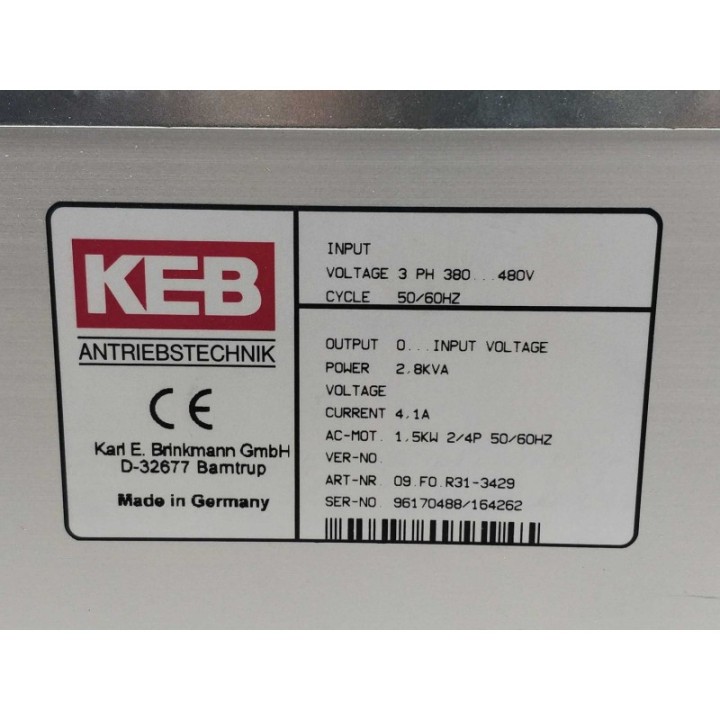 KEB
ANTRIEBSTECHNIK
CE
Karl E. Brinkmann GmbH
D-32677 Barntrup
Made in Germany
INPUT
VOLTAGE 3 PH 380...480V
CYCLE 50/60HZ
OUTPUT 0...INPUT VOLTAGE
POWER 2,8KVA
VOLTAGE
CURRENT 4,1A
AC-MOT. 1,5KW 2/4P 50/60HZ
VER-NO.
ART-NR. 09.F0.R31-3429
SER-NO. 96170488/164262